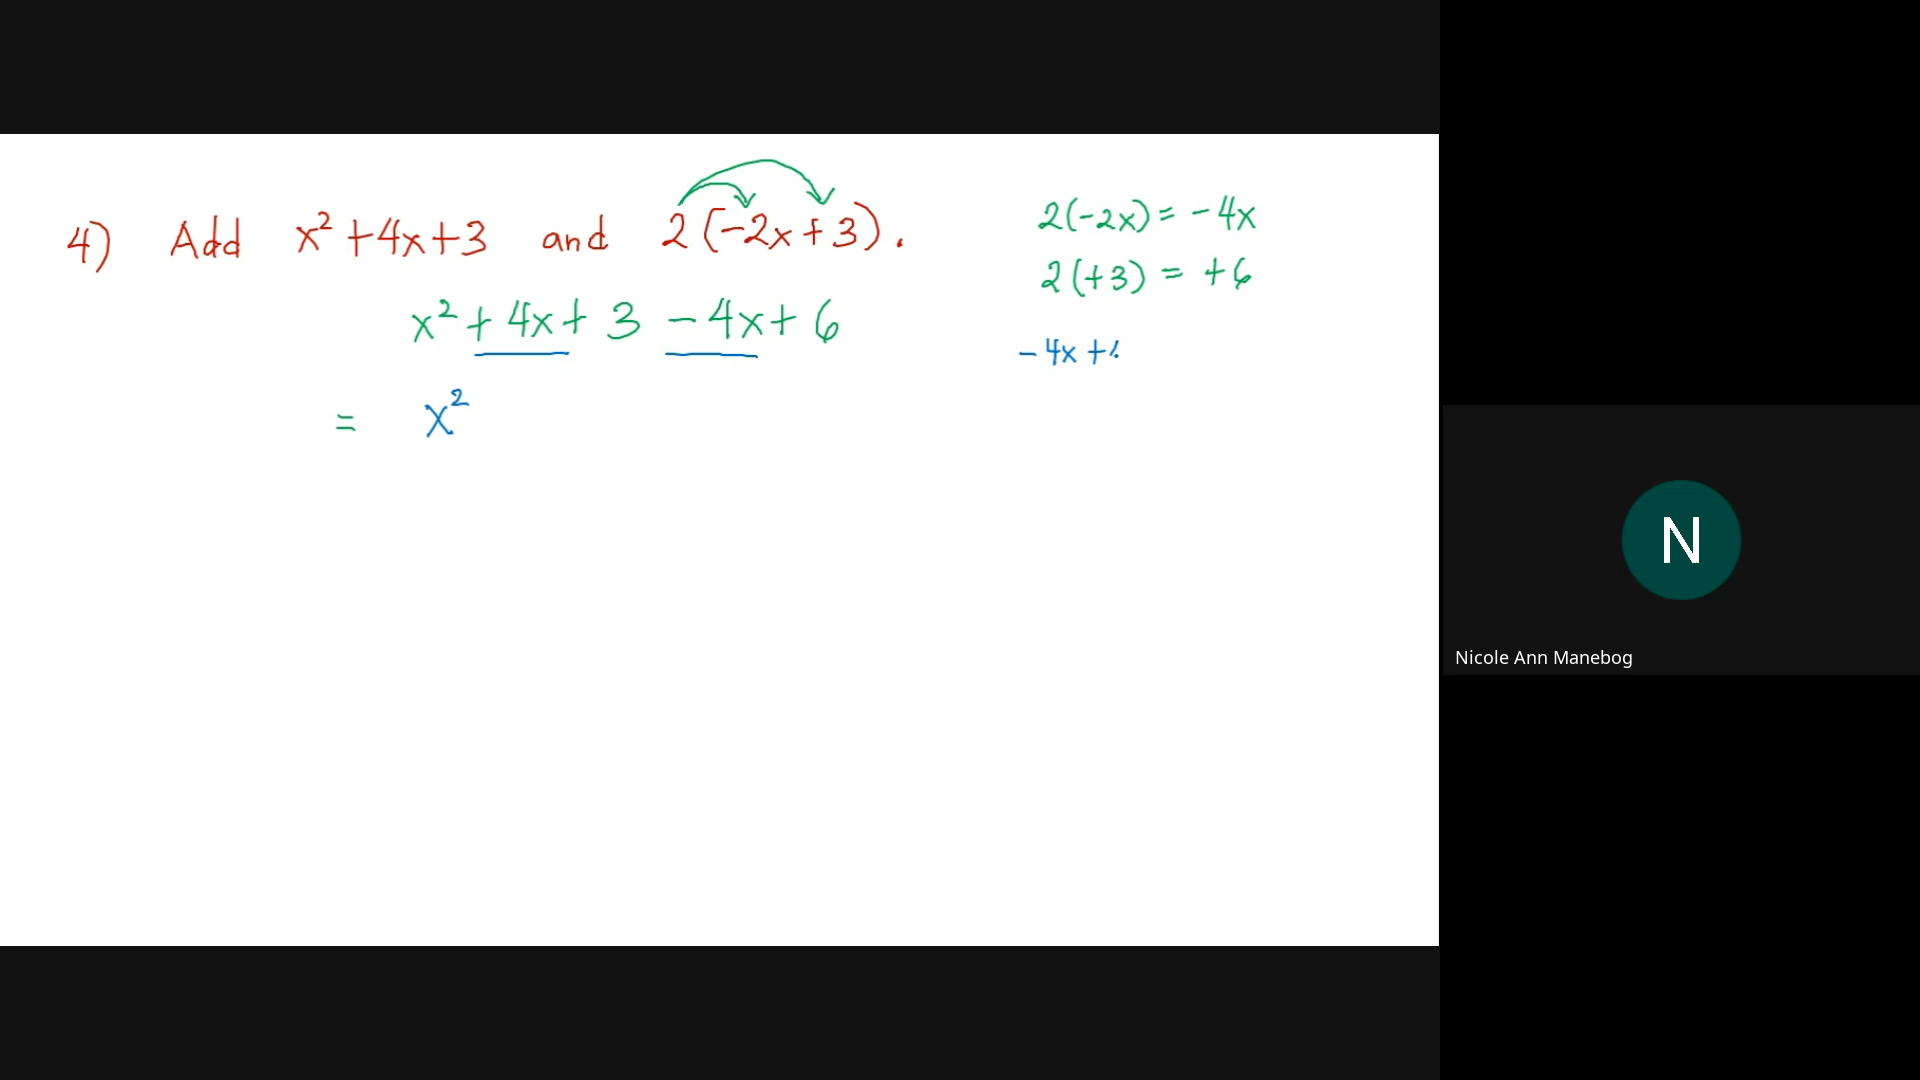 4) Add x² + 4x + 3 and 2(-2x + 3).
2(-2x) = -4x
2(+3) = +6
x² + 4x + 3 - 4x + 6
-4x +
= x²
N
Nicole Ann Manebog